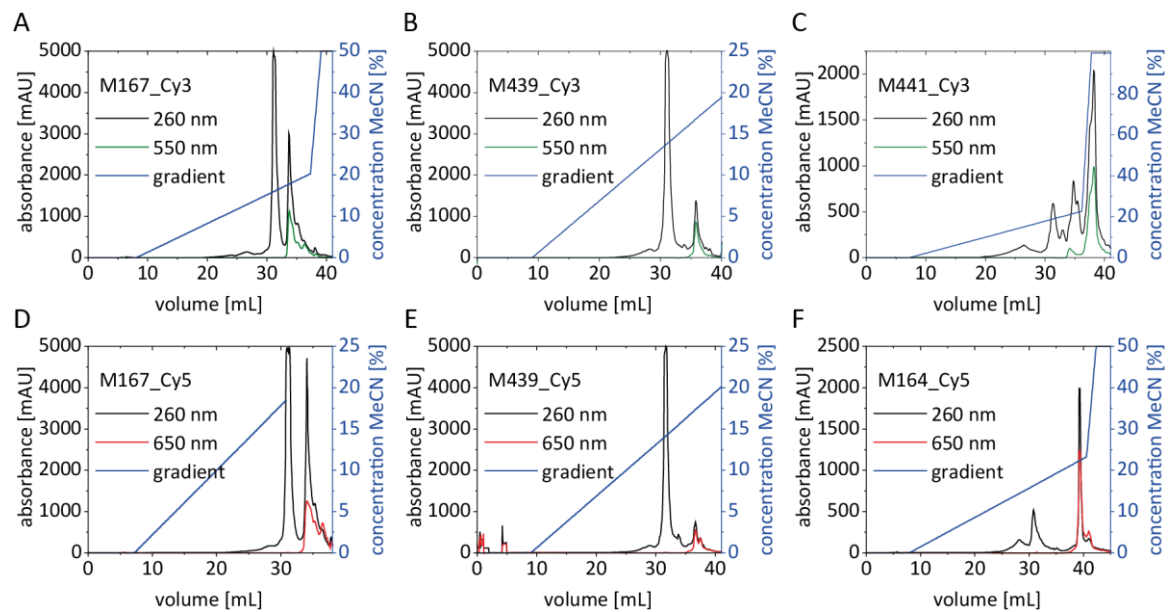 A
absorbance [mAU]
5000
4000
3000
2000
1000
0
M167_Cy3
260 nm
550 nm
gradient
50
40
30
20
10
0
concentration MeCN [%]
0 10 20 30 40
volume [mL]
B
absorbance [mAU]
5000
4000
3000
2000
1000
0
M439_Cy3
260 nm
550 nm
gradient
25
20
15
10
5
0
concentration MeCN [%]
0 10 20 30 40
volume [mL]
C
absorbance [mAU]
2000
1500
1000
500
0
M441_Cy3
260 nm
550 nm
gradient
80
60
40
20
0
concentration MeCN [%]
0 10 20 30 40
volume [mL]
D
absorbance [mAU]
5000
4000
3000
2000
1000
0
M167_Cy5
260 nm
650 nm
gradient
25
20
15
10
5
0
concentration MeCN [%]
0 10 20 30
volume [mL]
E
absorbance [mAU]
5000
4000
3000
2000
1000
0
M439_Cy5
260 nm
650 nm
gradient
25
20
15
10
5
0
concentration MeCN [%]
0 10 20 30 40
volume [mL]
F
absorbance [mAU]
2500
2000
1500
1000
500
0
M164_Cy5
260 nm
650 nm
gradient
50
40
30
20
10
0
concentration MeCN [%]
0 10 20 30 40
volume [mL]